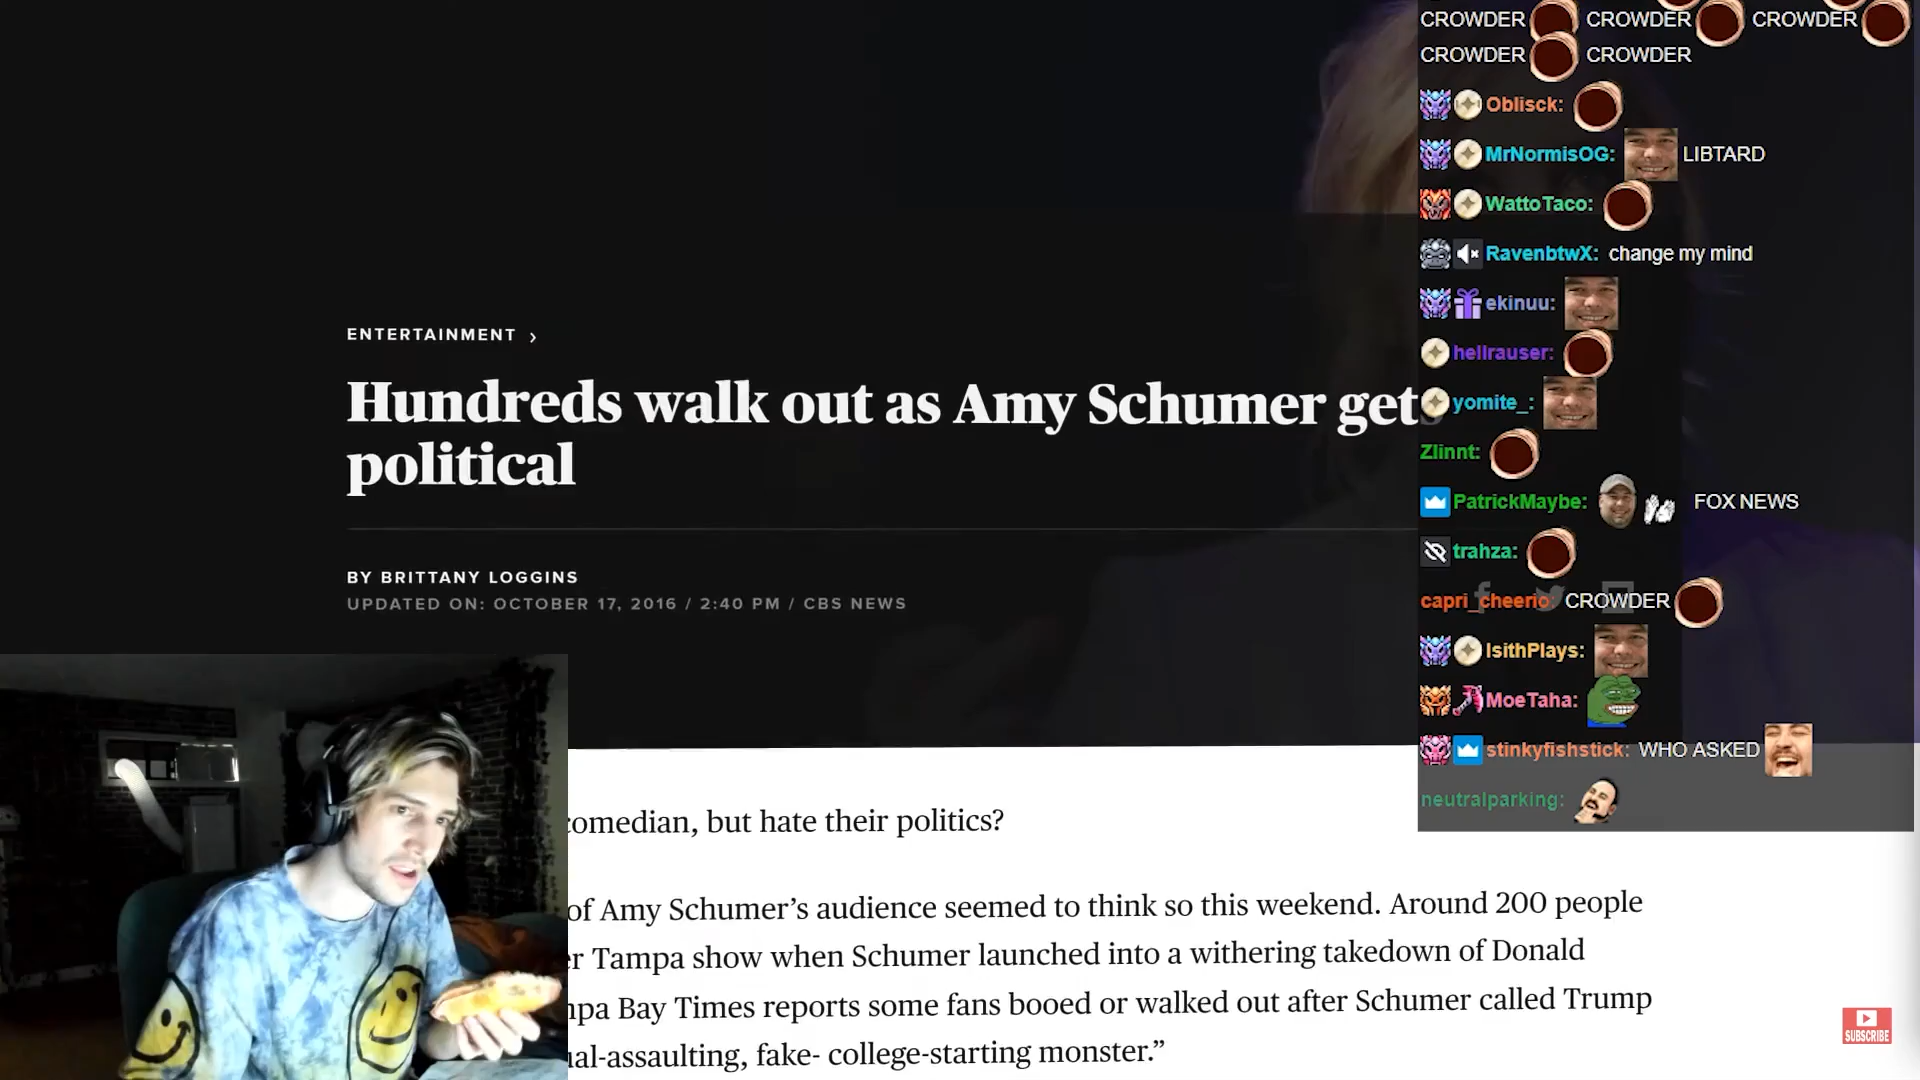 ENTERTAINMENT ›
Hundreds walk out as Amy Schumer gets
political
BY BRITTANY LOGGINS
UPDATED ON: OCTOBER 17, 2016 / 2:40 PM / CBS NEWS
comedian, but hate their politics?
of Amy Schumer’s audience seemed to think so this weekend. Around 200 people
Tampa show when Schumer launched into a withering takedown of Donald
Bay Times reports some fans booed or walked out after Schumer called Trump
fake- college-starting monster.”
CROWDER CROWDER CROWDER
CROWDER CROWDER
Oblisck:
MrNormisOG: LIBTARD
WattoTaco:
RavenbtwX: change my mind
ekinuu:
hellrauser:
yomite_:
Zlinnt:
PatrickMaybe: FOX NEWS
trahza:
capri_cheerio: CROWDER
IsithPlays:
MoeTaha:
stinkyfishstick: WHO ASKED
neutralparking:
SUBSCRIBE